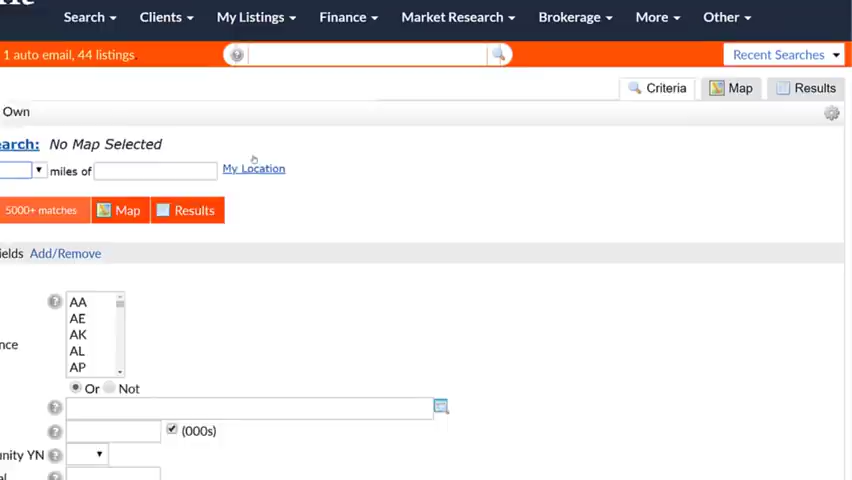 Search Clients My Listings Finance Market Research Brokerage More Other
1 auto email, 44 listings. Recent Searches
Criteria Map Results
Own
earch: No Map Selected
miles of My Location
5000+ matches Map Results
ields Add/Remove
AA
AE
AK
nce
AL
AP
Or Not
(000s)
unity YN
al